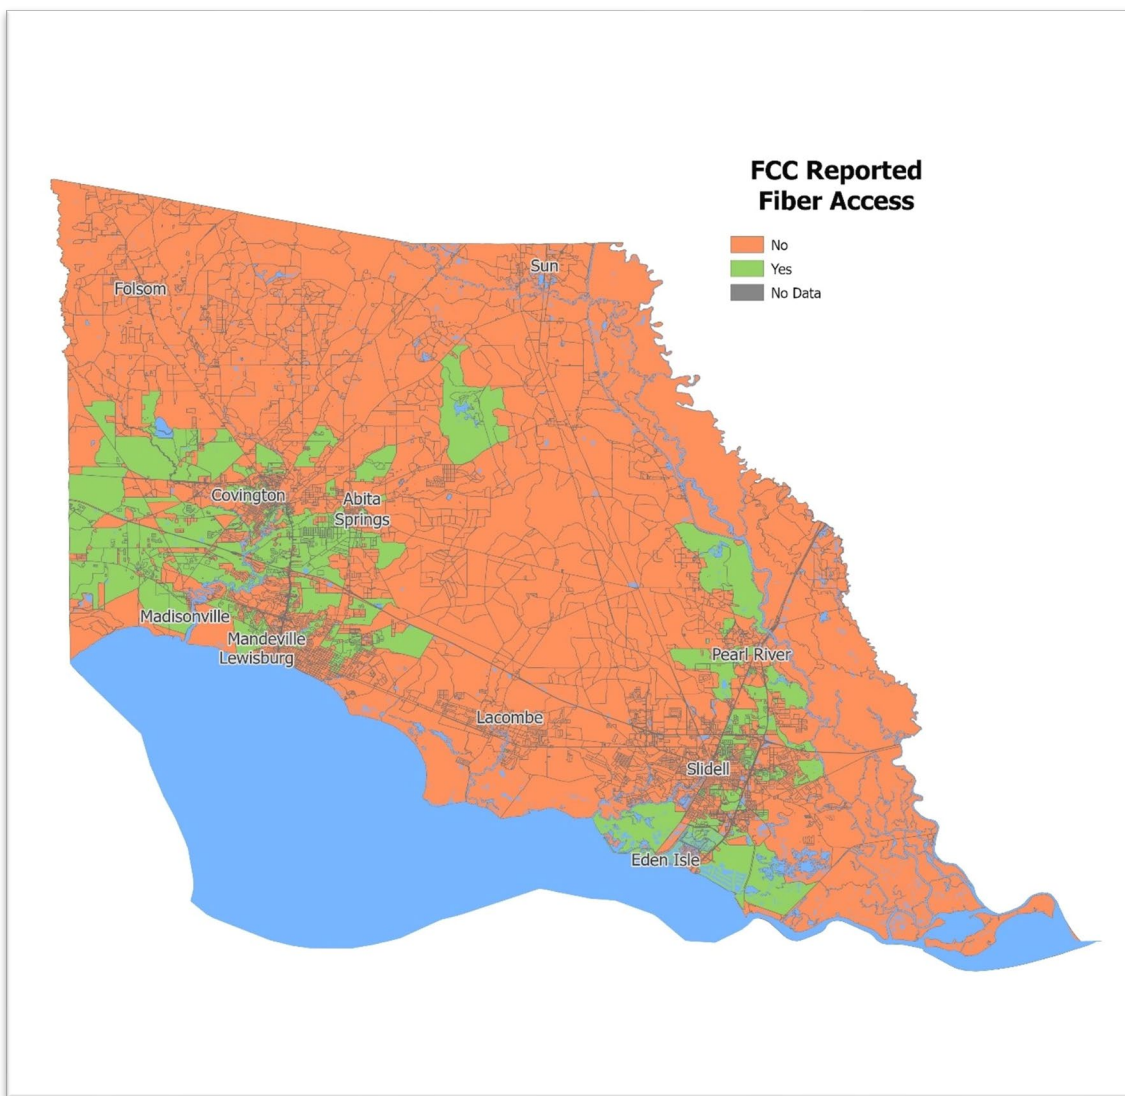 FCC Reported
Fiber Access
No
Yes
No Data
Sun
Folsom
Covington
Abita
Springs
Madisonville
Mandeville
Lewisburg
Pearl River
Lacombe
Slidell
Eden Isle